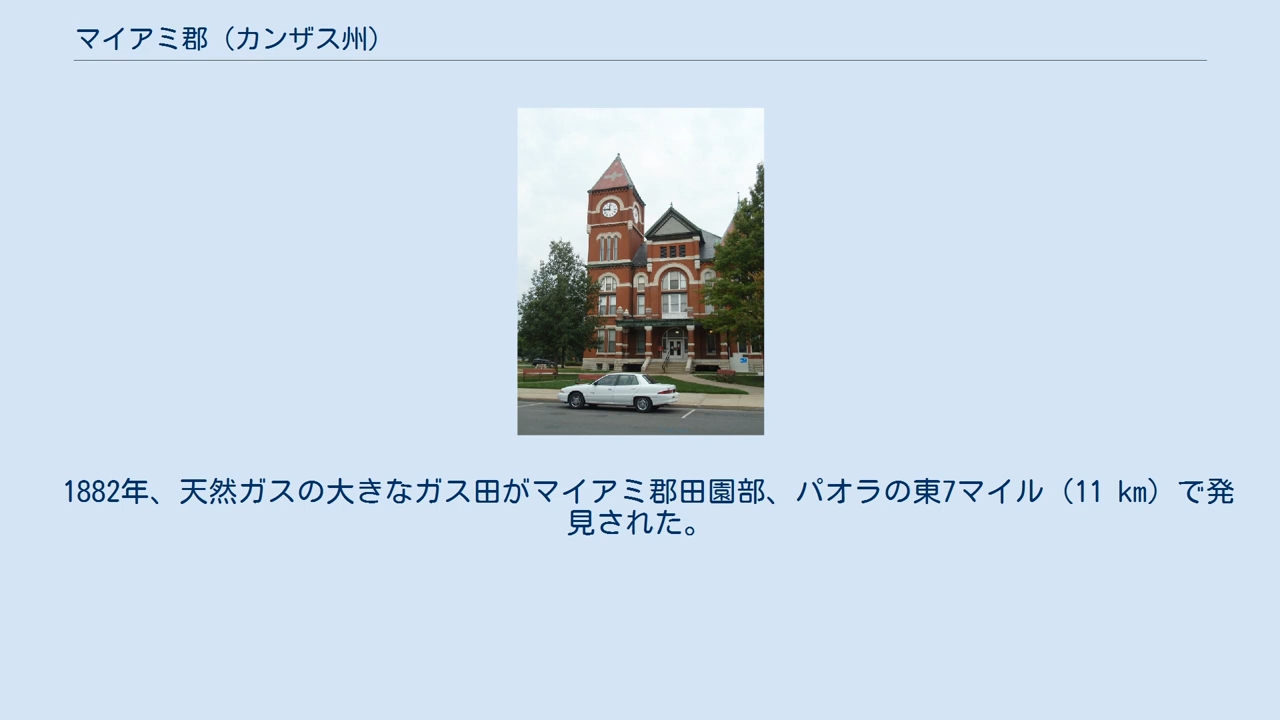 マイアミ郡（カンザス州）
1882年、天然ガスの大きなガス田がマイアミ郡田園部、パオラの東7マイル（11 km）で発
見された。